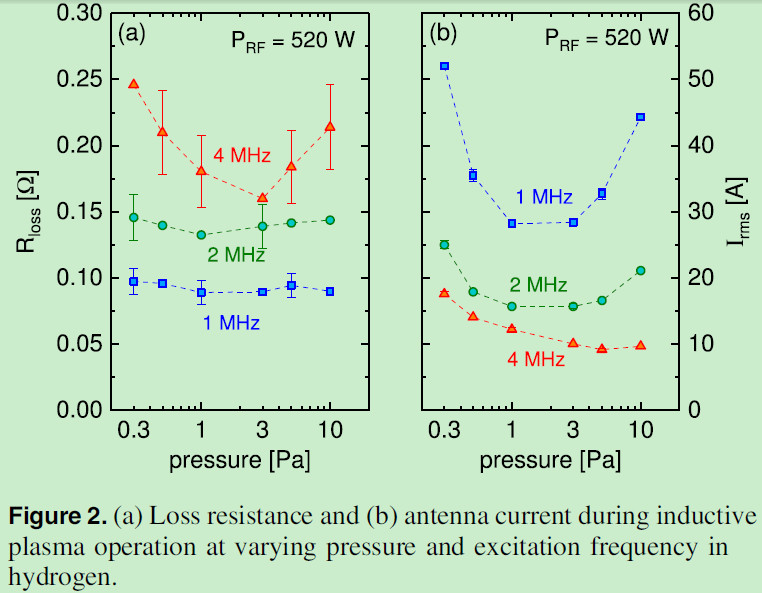 (a)
P_RF = 520 W
R_loss [Ω]
0.30
0.25
0.20
0.15
0.10
0.05
0.00
4 MHz
2 MHz
1 MHz
0.3 1 3 10
pressure [Pa]
(b)
P_RF = 520 W
1 MHz
2 MHz
4 MHz
60
50
40
30
20
10
0
I_rms [A]
0.3 1 3 10
pressure [Pa]
Figure 2. (a) Loss resistance and (b) antenna current during inductive
plasma operation at varying pressure and excitation frequency in
hydrogen.